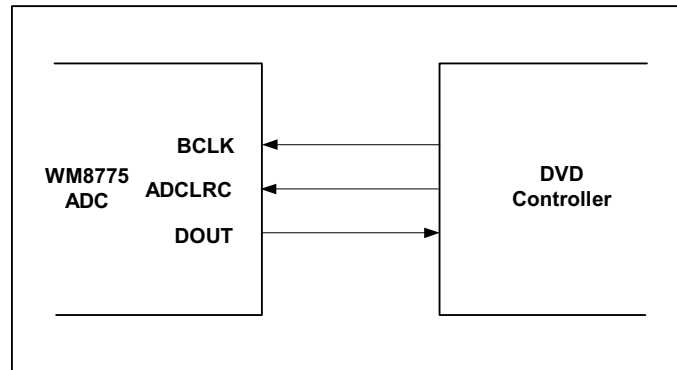 BCLK
WM8775
ADC
ADCLRC
DOUT
DVD
Controller